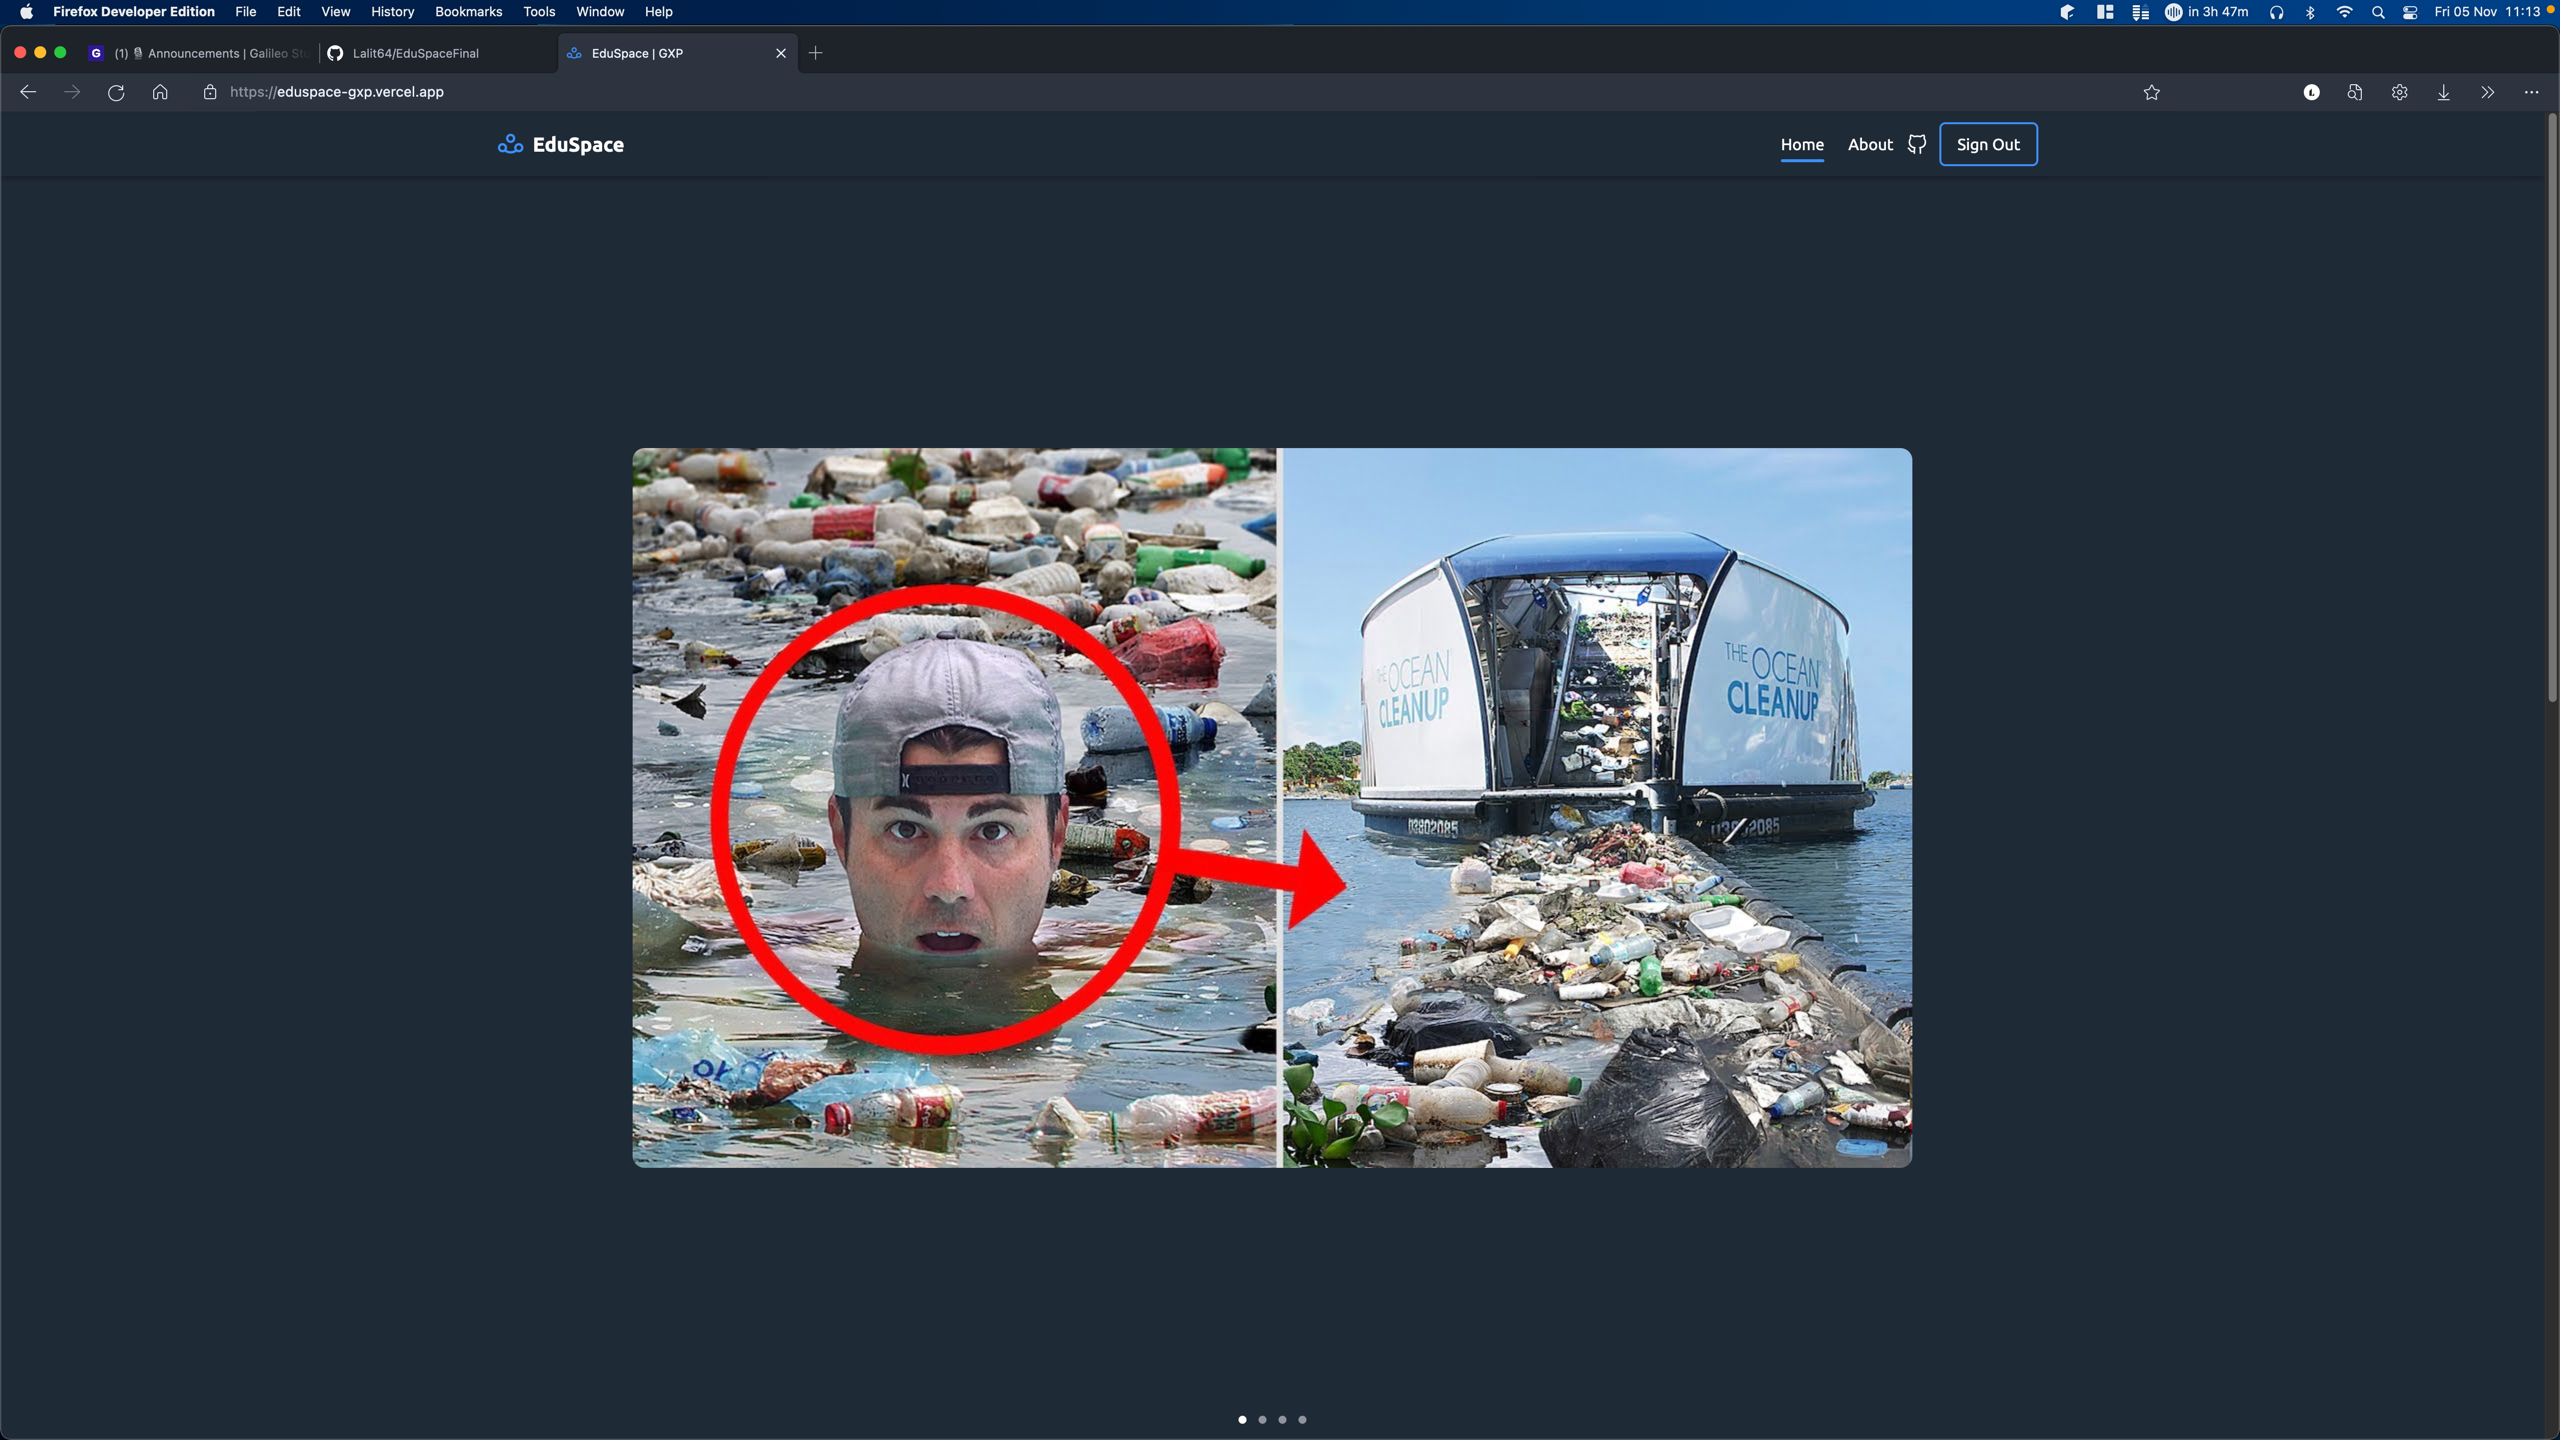 Firefox Developer Edition File Edit View History Bookmarks Tools Window Help
in 3h 47m Fri 05 Nov 11:13
G (1) Announcements | Galileo St
Lalit64/EduSpaceFinal
EduSpace | GXP
https://eduspace-gxp.vercel.app
EduSpace
Home About Sign Out
THE OCEAN
CLEANUP
THE OCEAN
CLEANUP
03802085